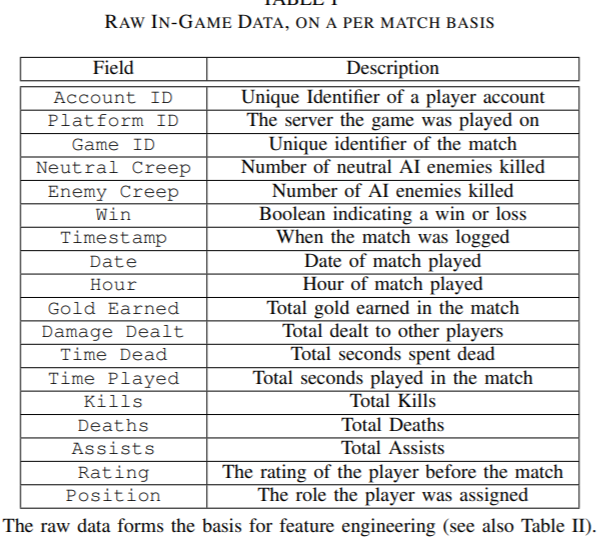 TABLE I
RAW IN-GAME DATA, ON A PER MATCH BASIS
Field Description
Account ID Unique Identifier of a player account
Platform ID The server the game was played on
Game ID Unique identifier of the match
Neutral Creep Number of neutral AI enemies killed
Enemy Creep Number of AI enemies killed
Win Boolean indicating a win or loss
Timestamp When the match was logged
Date Date of match played
Hour Hour of match played
Gold Earned Total gold earned in the match
Damage Dealt Total dealt to other players
Time Dead Total seconds spent dead
Time Played Total seconds played in the match
Kills Total Kills
Deaths Total Deaths
Assists Total Assists
Rating The rating of the player before the match
Position The role the player was assigned
The raw data forms the basis for feature engineering (see also Table II).